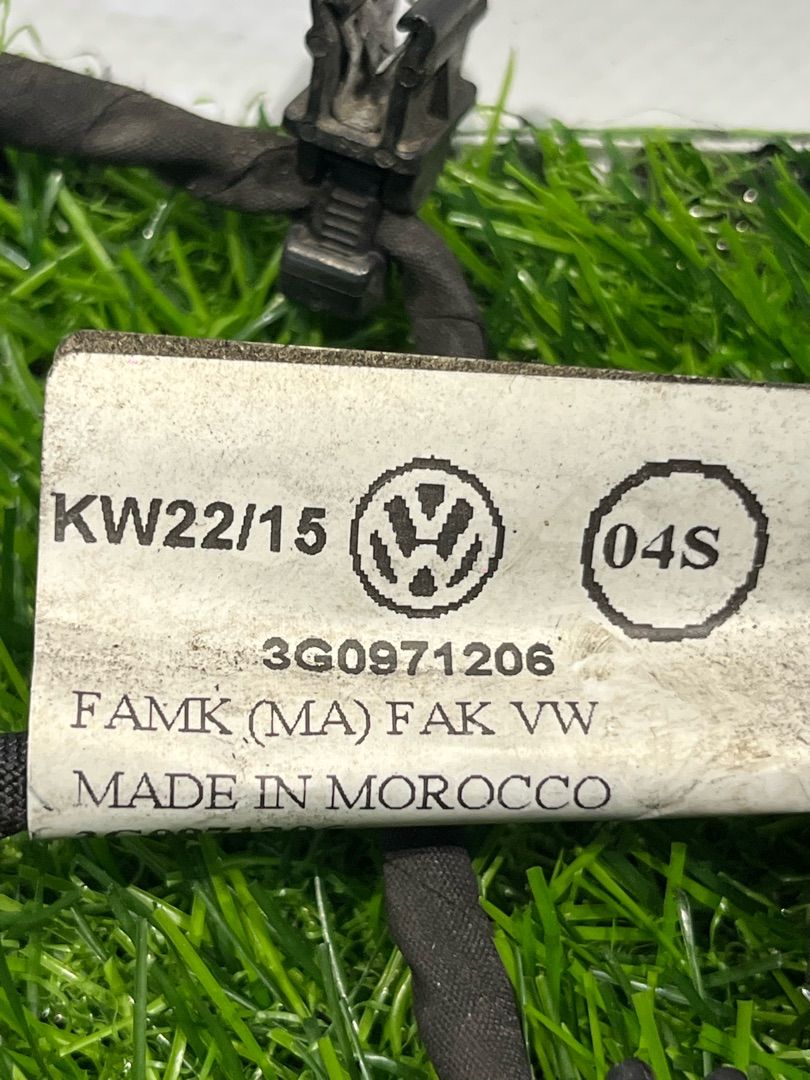 KW22/15
04S
3G0971206
FAMK (MA) FAK VW
MADE IN MOROCCO